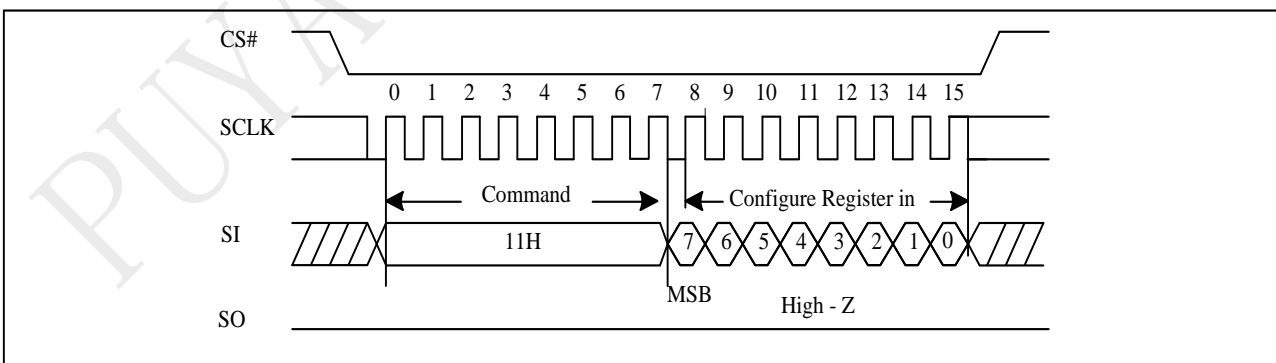 PUYA
CS#
0 1 2 3 4 5 6 7 8 9 10 11 12 13 14 15
SCLK
Command
Configure Register in
SI
11H
7 6 5 4 3 2 1 0
MSB
High - Z
SO